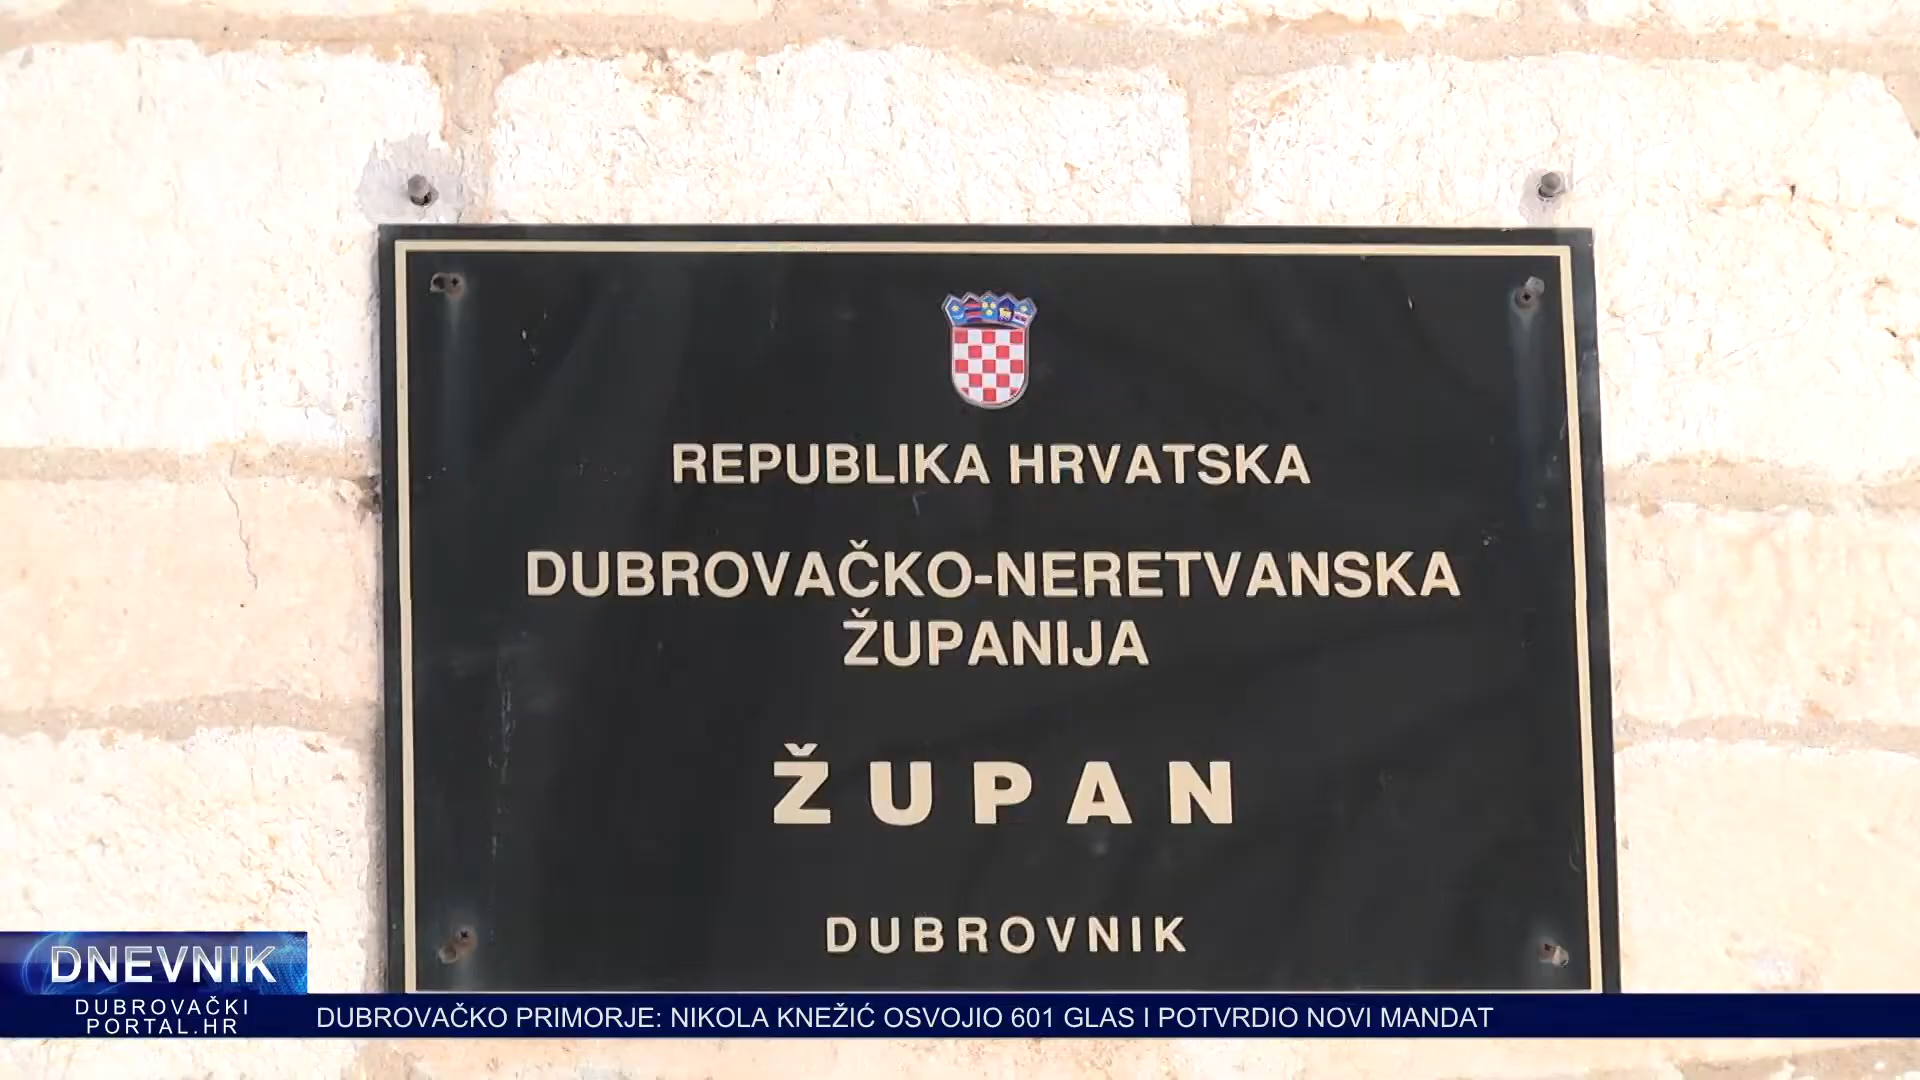 REPUBLIKA HRVATSKA
DUBROVAČKO-NERETVANSKA
ŽUPANIJA
ŽUPAN
DUBROVNIK
DNEVNIK
DUBROVAČKI
PORTAL.HR
DUBROVAČKO PRIMORJE: NIKOLA KNEŽIĆ OSVOJIO 601 GLAS I POTVRDIO NOVI MANDAT